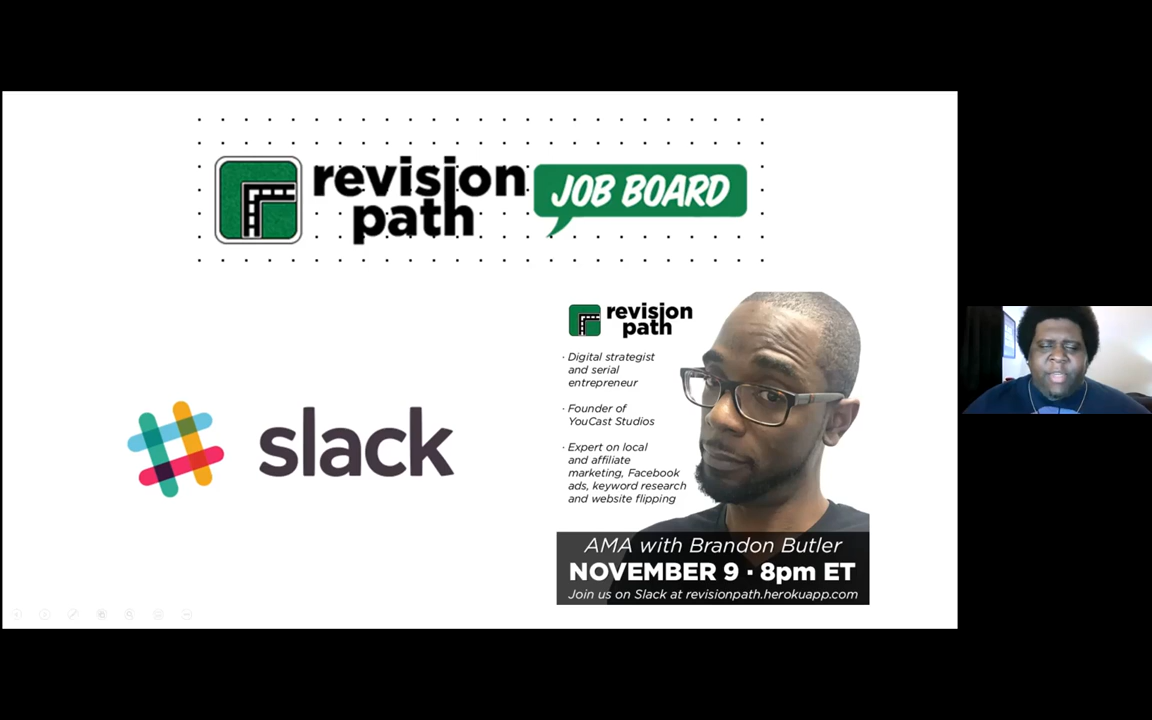 revision
path
JOB BOARD
slack
revision
path
· Digital strategist
and serial
entrepreneur
· Founder of
YouCast Studios
· Expert on local
and affiliate
marketing, Facebook
ads, keyword research
and website flipping
AMA with Brandon Butler
NOVEMBER 9 · 8pm ET
Join us on Slack at revisionpath.herokuapp.com